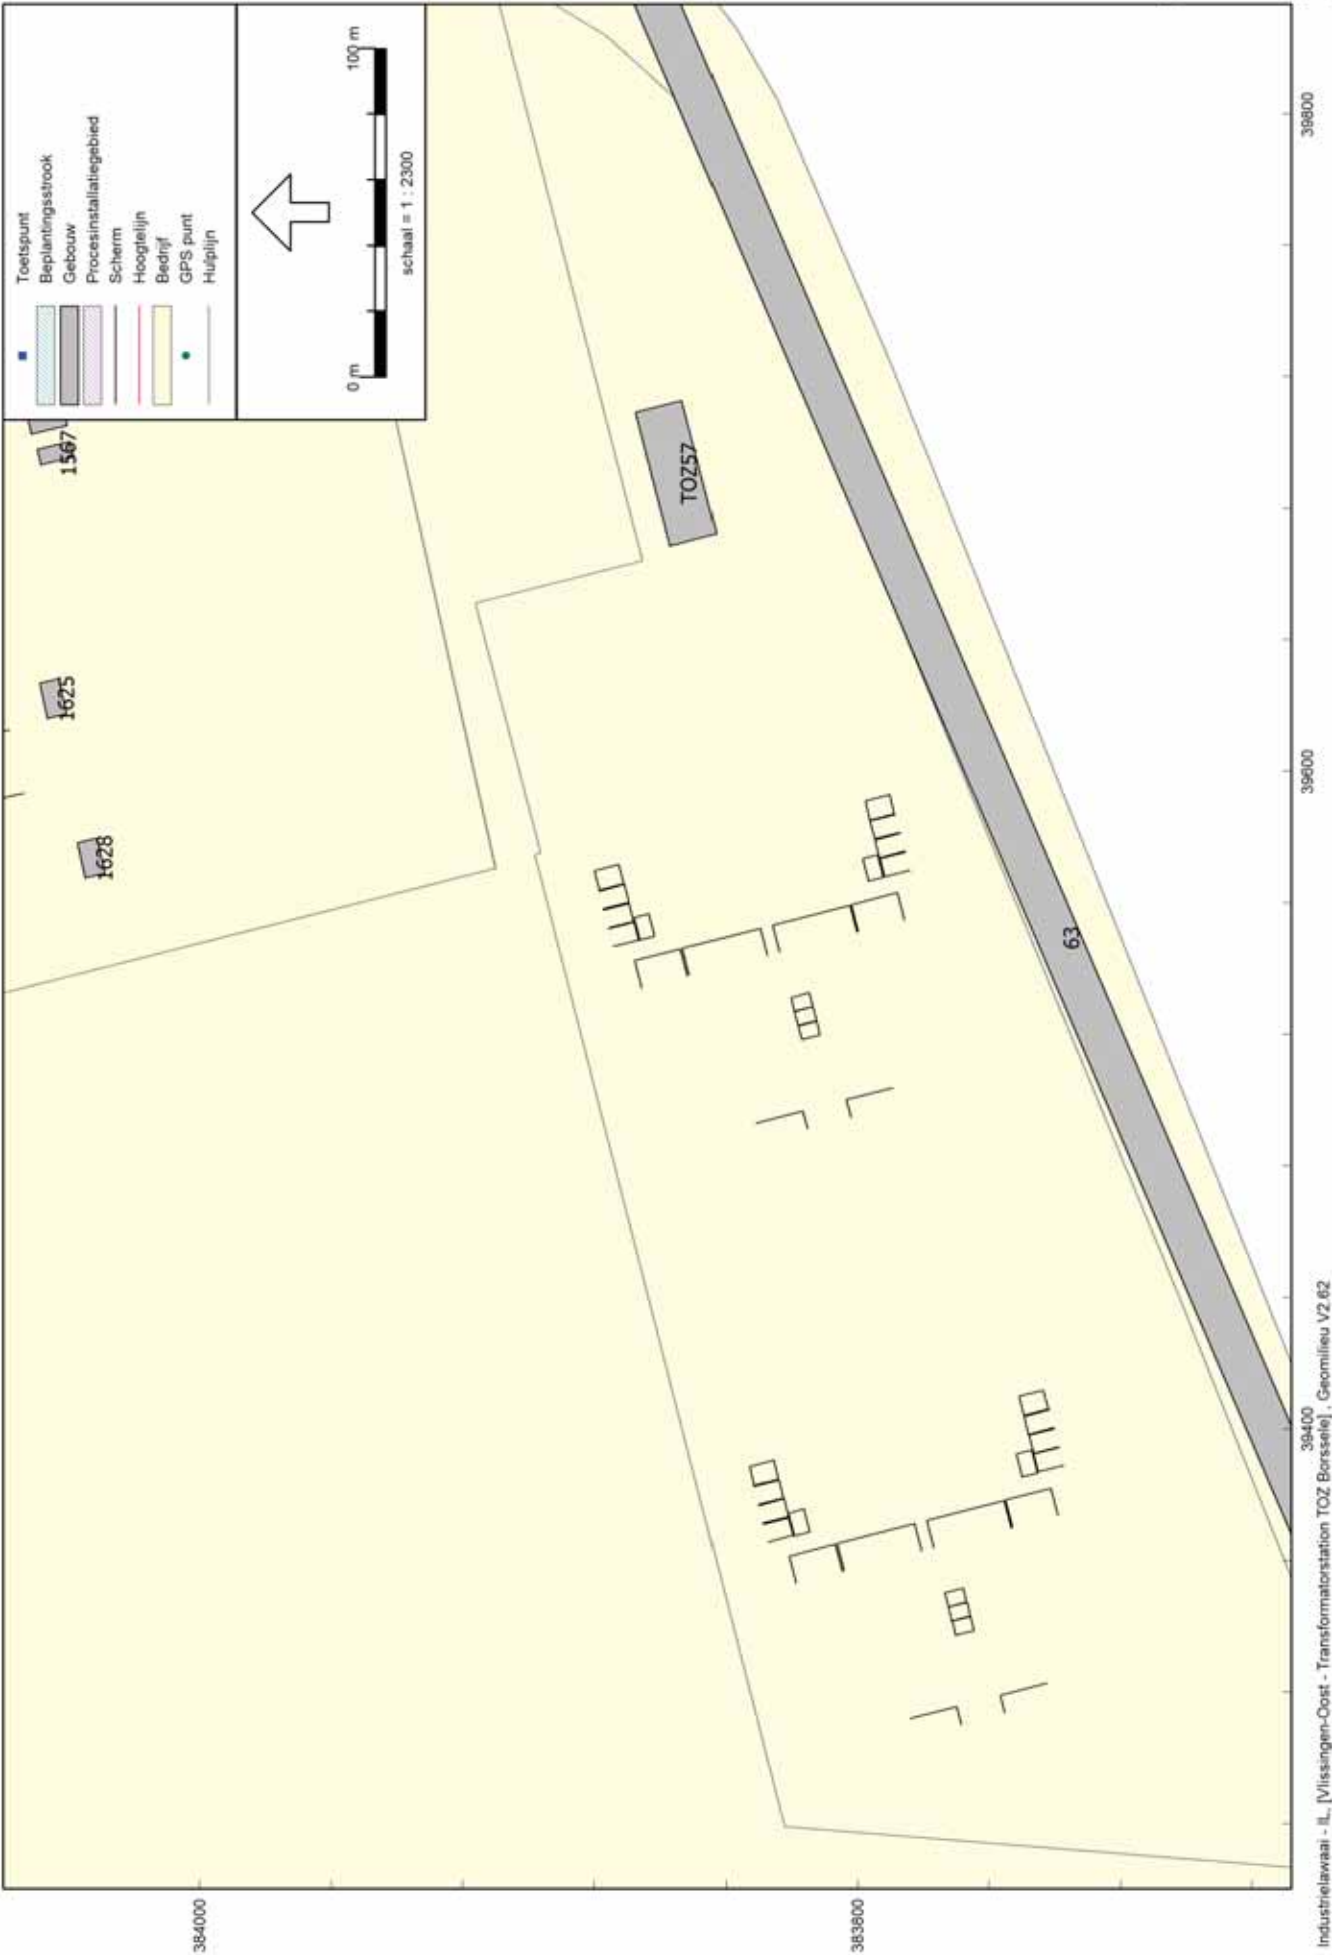 Toetspunt
Beplantingsstrook
Gebouw
Procesinstallatiegebied
Scherm
Hoogtelijn
Bedrijf
GPS punt
Hulplijn
0 m
100 m
schaal = 1 : 2300
1567
1625
1628
TOZ57
63
384000
383800
39400
39600
39800
Industrielawaai - IL, [Vlissingen-Oost - Transformatorstation TOZ Borssele] , Geomilieu V2.62